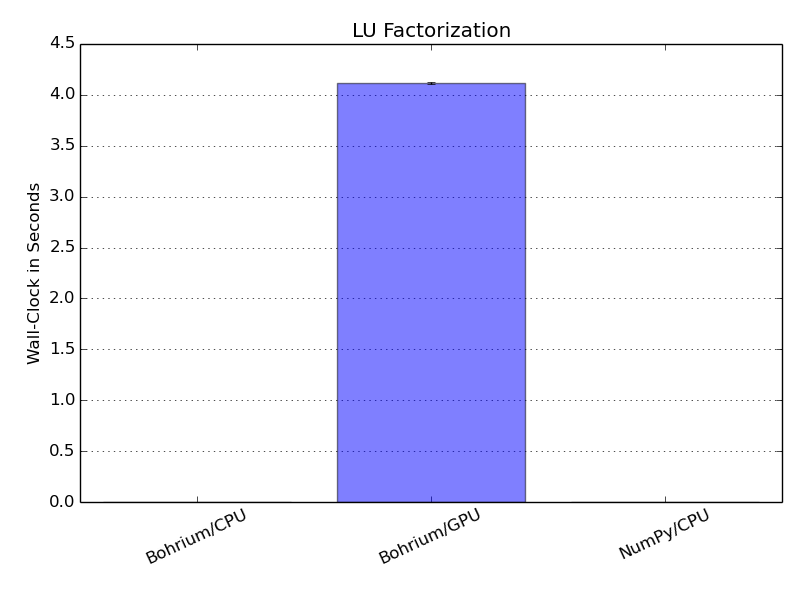 LU Factorization
Wall-Clock in Seconds
4.5
4.0
3.5
3.0
2.5
2.0
1.5
1.0
0.5
0.0
Bohrium/CPU
Bohrium/GPU
NumPy/CPU